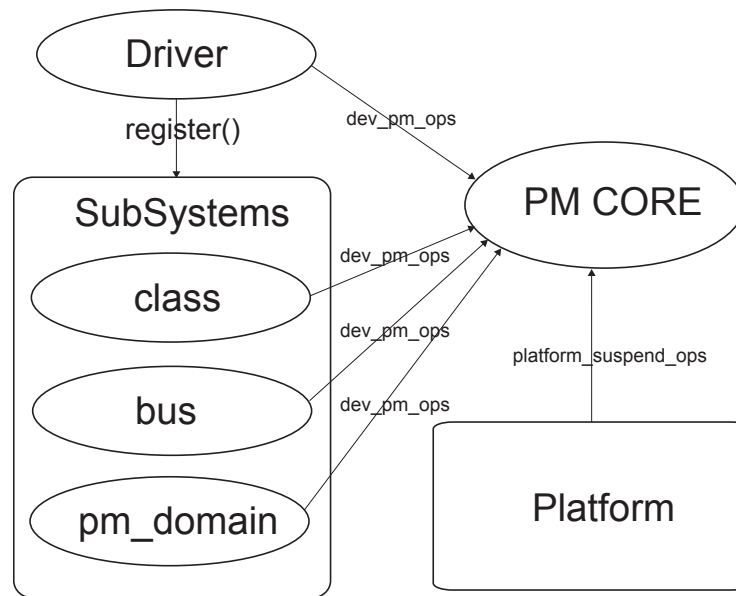 Driver
dev_pm_ops
register()
PM CORE
SubSystems
dev_pm_ops
class
dev_pm_ops
platform_suspend_ops
bus
dev_pm_ops
Platform
pm_domain